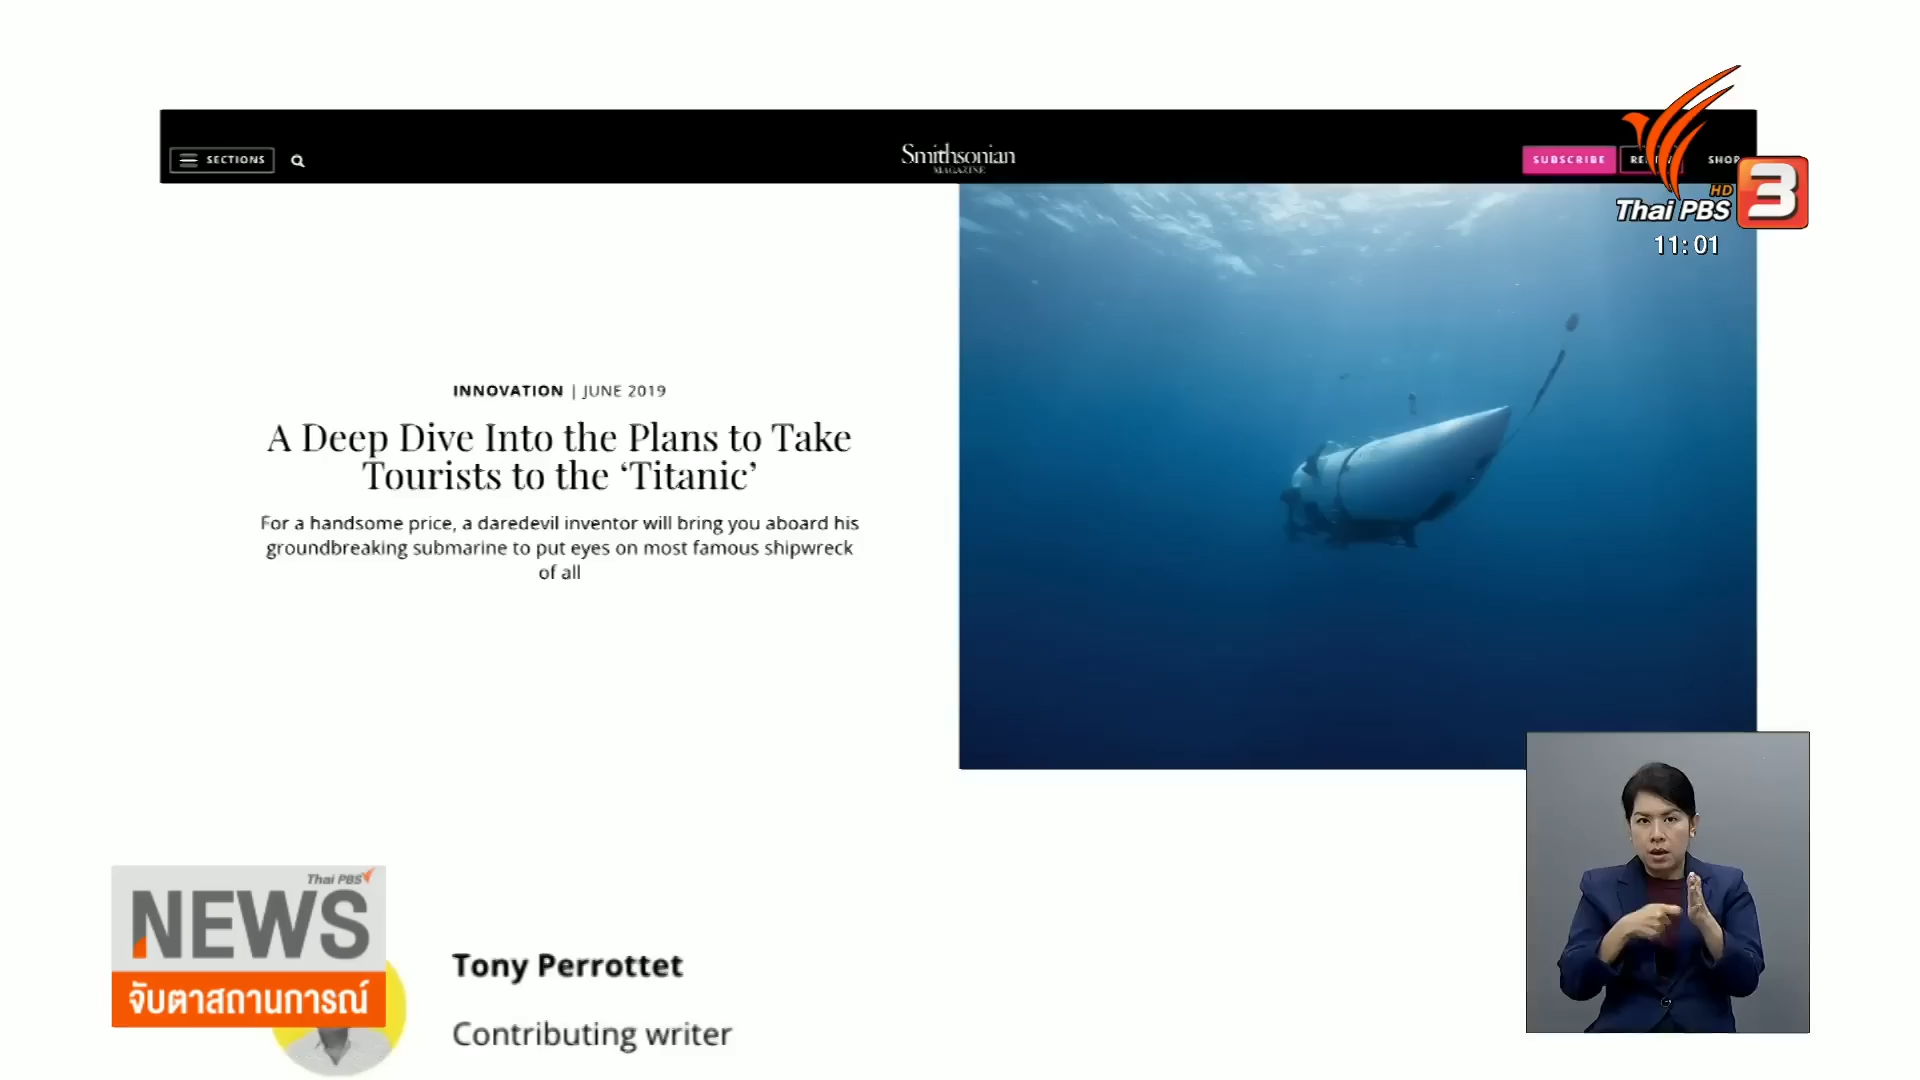 SECTIONS
Smithsonian
MAGAZINE
SUBSCRIBE
SHOP
HD
Thai PBS
3
11:01
INNOVATION | JUNE 2019
A Deep Dive Into the Plans to Take
Tourists to the ‘Titanic’
For a handsome price, a daredevil inventor will bring you aboard his
groundbreaking submarine to put eyes on most famous shipwreck
of all
Thai PBS
NEWS
จับตาสถานการณ์
Tony Perrottet
Contributing writer